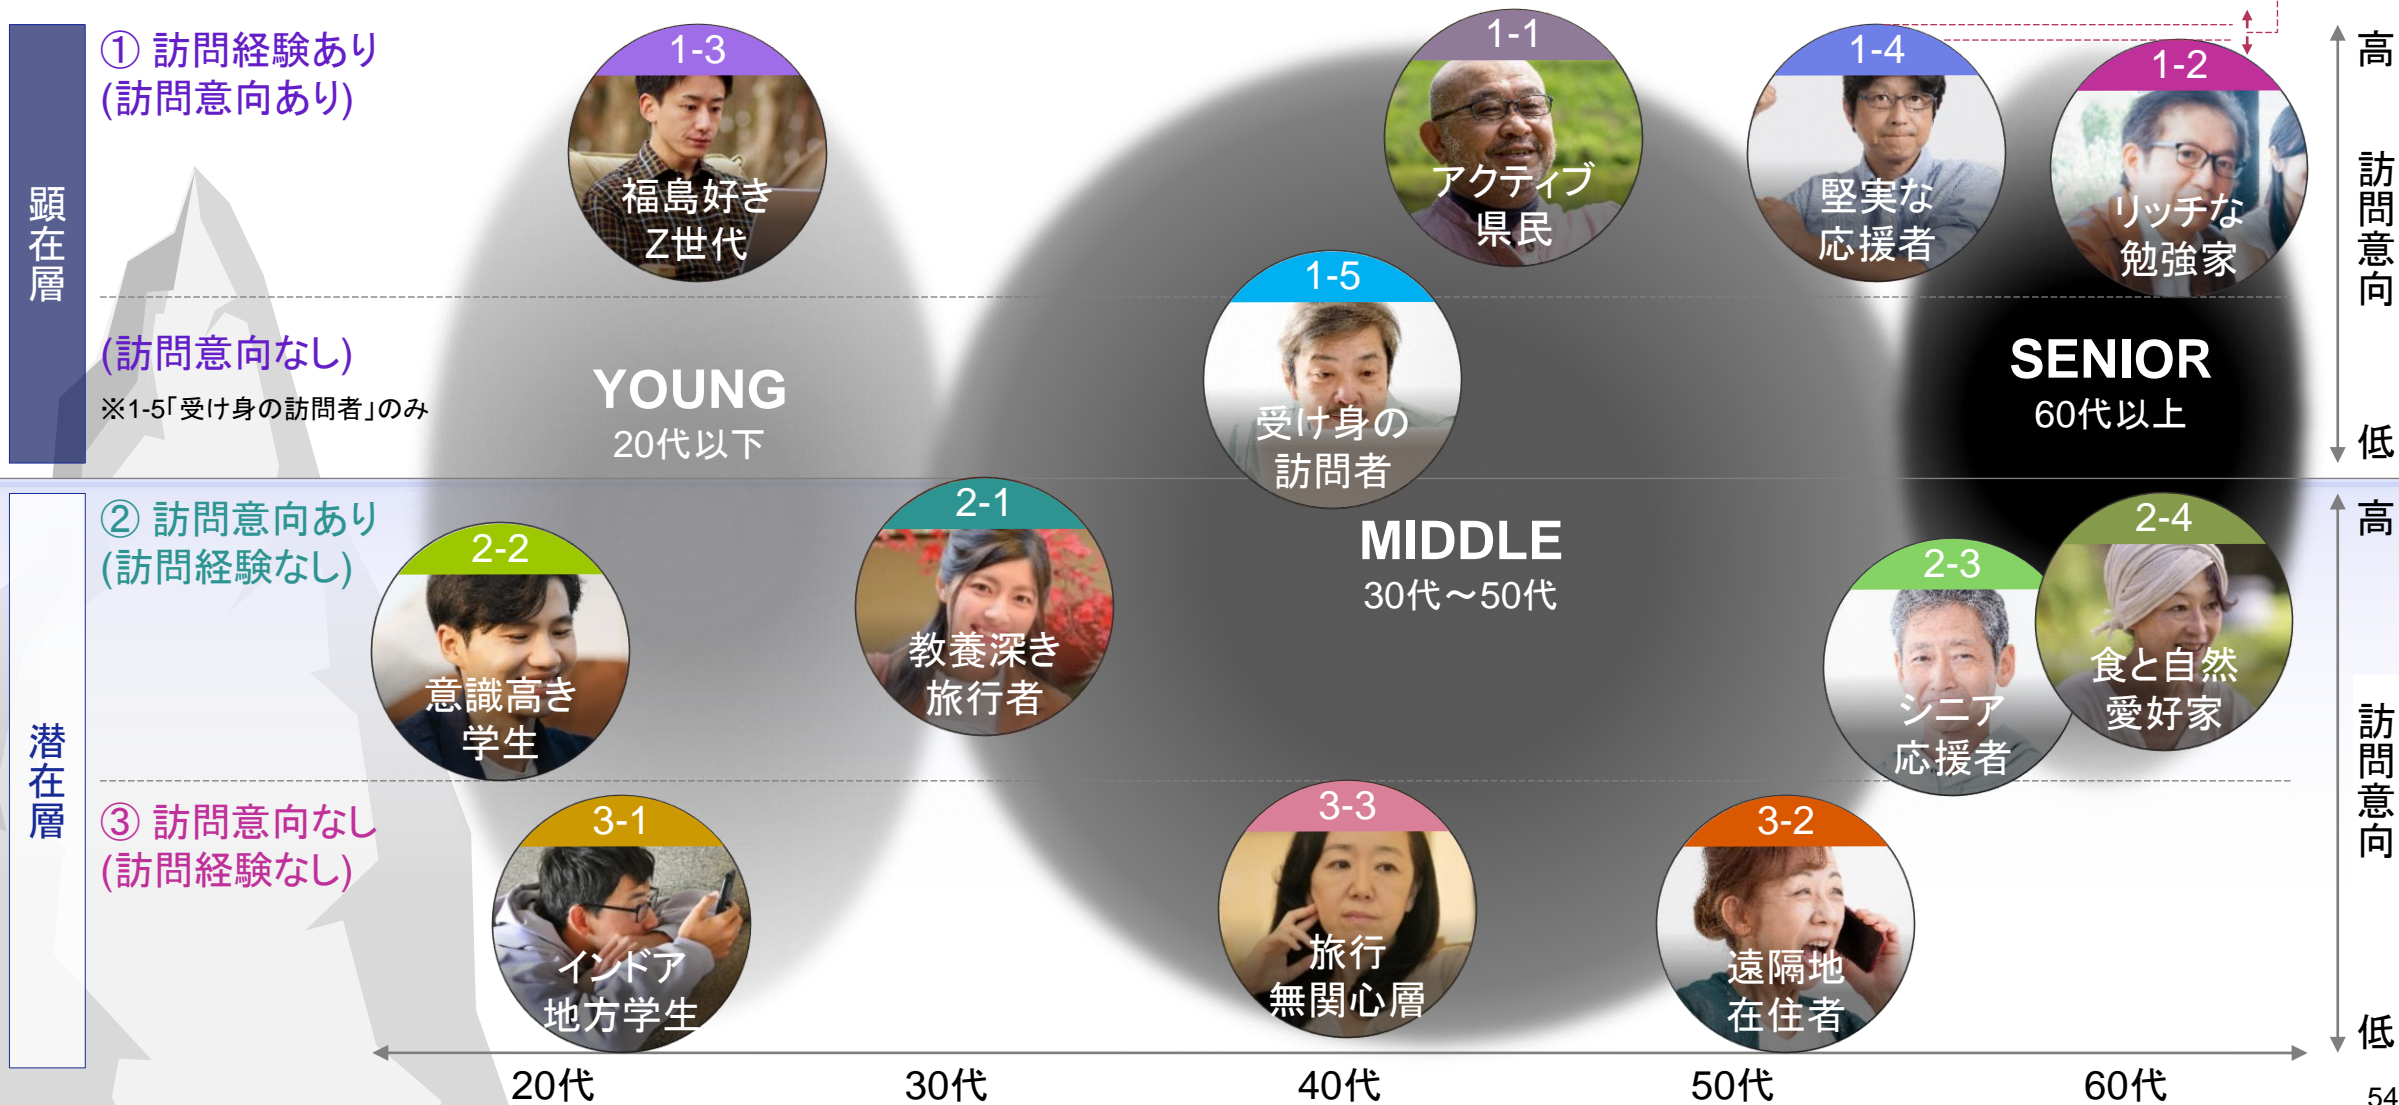 顕在層
① 訪問経験あり
(訪問意向あり)
(訪問意向なし)
※1-5「受け身の訪問者」のみ
1-3
福島好き
Z世代
1-1
アクティブ
県民
1-4
堅実な
応援者
1-2
リッチな
勉強家
1-5
受け身の
訪問者
YOUNG
20代以下
SENIOR
60代以上
高
訪問意向
低
潜在層
② 訪問意向あり
(訪問経験なし)
2-2
意識高き
学生
2-1
教養深き
旅行者
MIDDLE
30代～50代
2-3
シニア
応援者
2-4
食と自然
愛好家
③ 訪問意向なし
(訪問経験なし)
3-1
インドア
地方学生
3-3
旅行
無関心層
3-2
遠隔地
在住者
高
訪問意向
低
20代
30代
40代
50代
60代
54